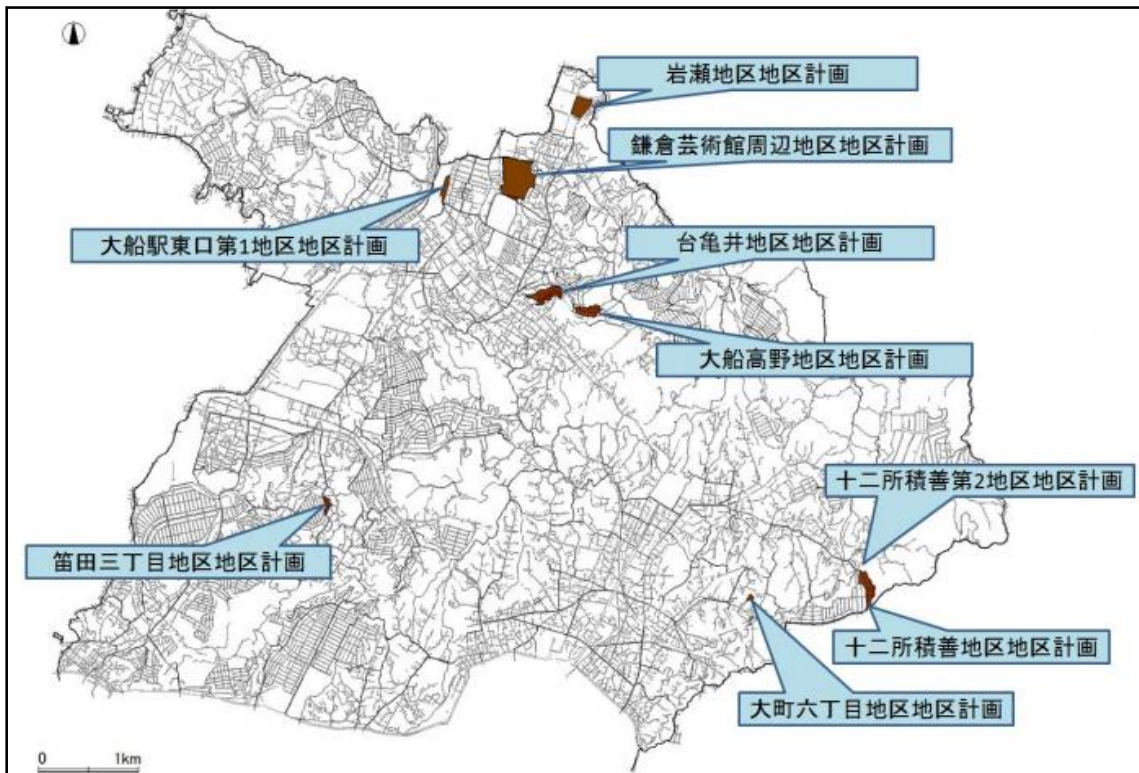 岩瀬地区地区計画
鎌倉芸術館周辺地区地区計画
大船駅東口第1地区地区計画
台亀井地区地区計画
大船高野地区地区計画
十二所積善第2地区地区計画
笛田三丁目地区地区計画
十二所積善地区地区計画
大町六丁目地区地区計画
0 1km